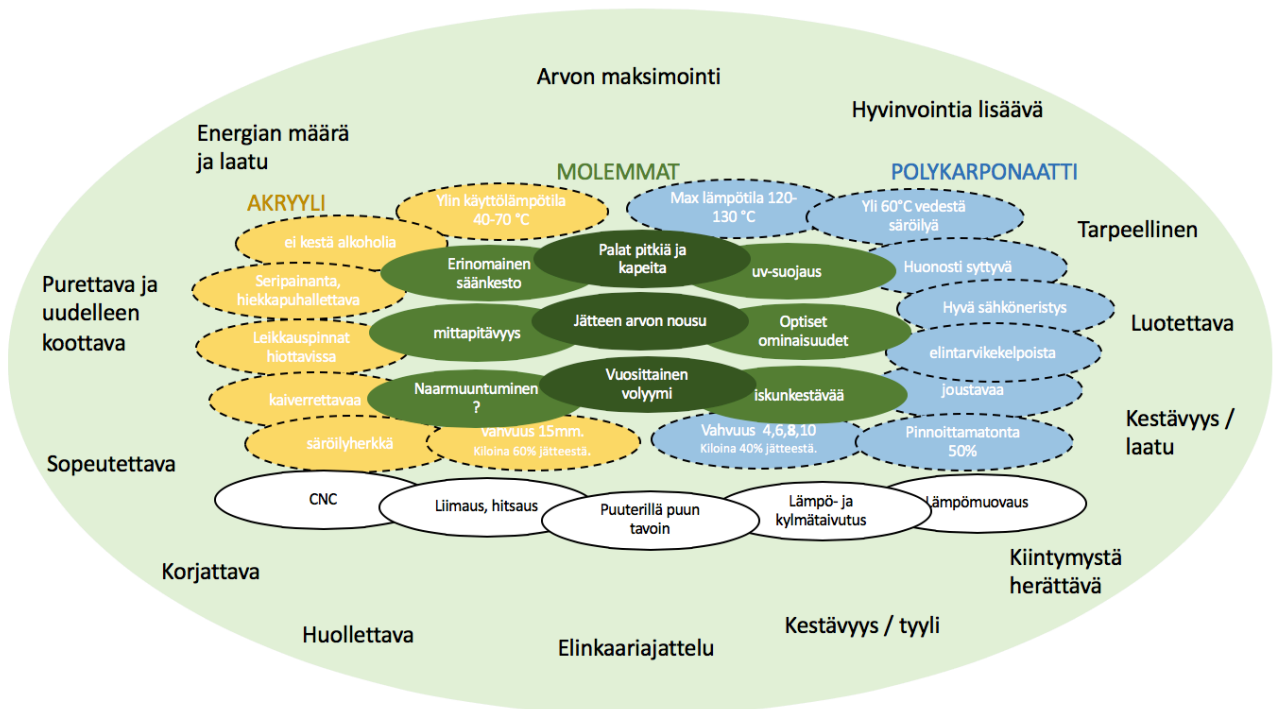 Arvon maksimointi
Hyvinvointia lisäävä
Energian määrä
ja laatu
MOLEMMAT
POLYKARPONAATTI
AKRYYLI
Ylin käyttölämpötila
40-70 °C
Max lämpötila 120-
130 °C
Yli 60°C vedestä
säröilyä
Tarpeellinen
ei kestä alkoholia
Erinomainen
säänkesto
Palat pitkiä ja
kapeita
uv-suojaus
Huonosti syttyvä
Purettava ja
uudelleen
koottava
Seripainanta,
hiekkapuhallettava
Hyvä sähköneristys
Luotettava
mittapitävyys
Jätteen arvon nousu
Optiset
ominaisuudet
Leikkauspinnat
hiottavissa
elintarvikekelpoista
Naarmuuntuminen
?
Vuosittainen
volyymi
iskunkestävää
joustavaa
kaiverrettavaa
Kestävyys /
laatu
säröilyherkkä
Vahvuus 15mm.
Kiloina 60% jätteestä.
Vahvuus 4,6,8,10
Kiloina 40% jätteestä.
Pinnoittamatonta
50%
Sopeutettava
CNC
Liimaus, hitsaus
Puuterillä puun
tavoin
Lämpö- ja
kylmätaivutus
Lämpömuovaus
Korjattava
Kiintymystä
herättävä
Huollettava
Elinkaariajattelu
Kestävyys / tyyli